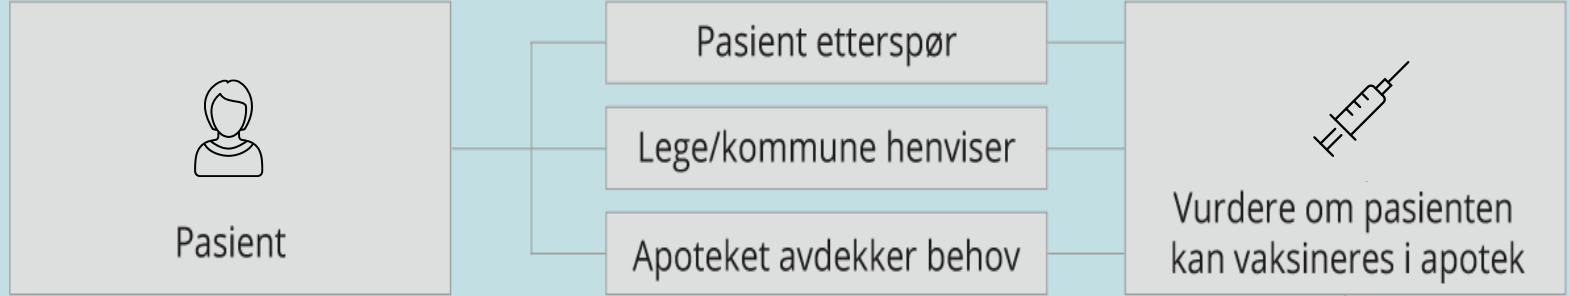 Pasient
Pasient etterspør
Lege/kommune henviser
Apoteket avdekker behov
Vurdere om pasienten
kan vaksineres i apotek